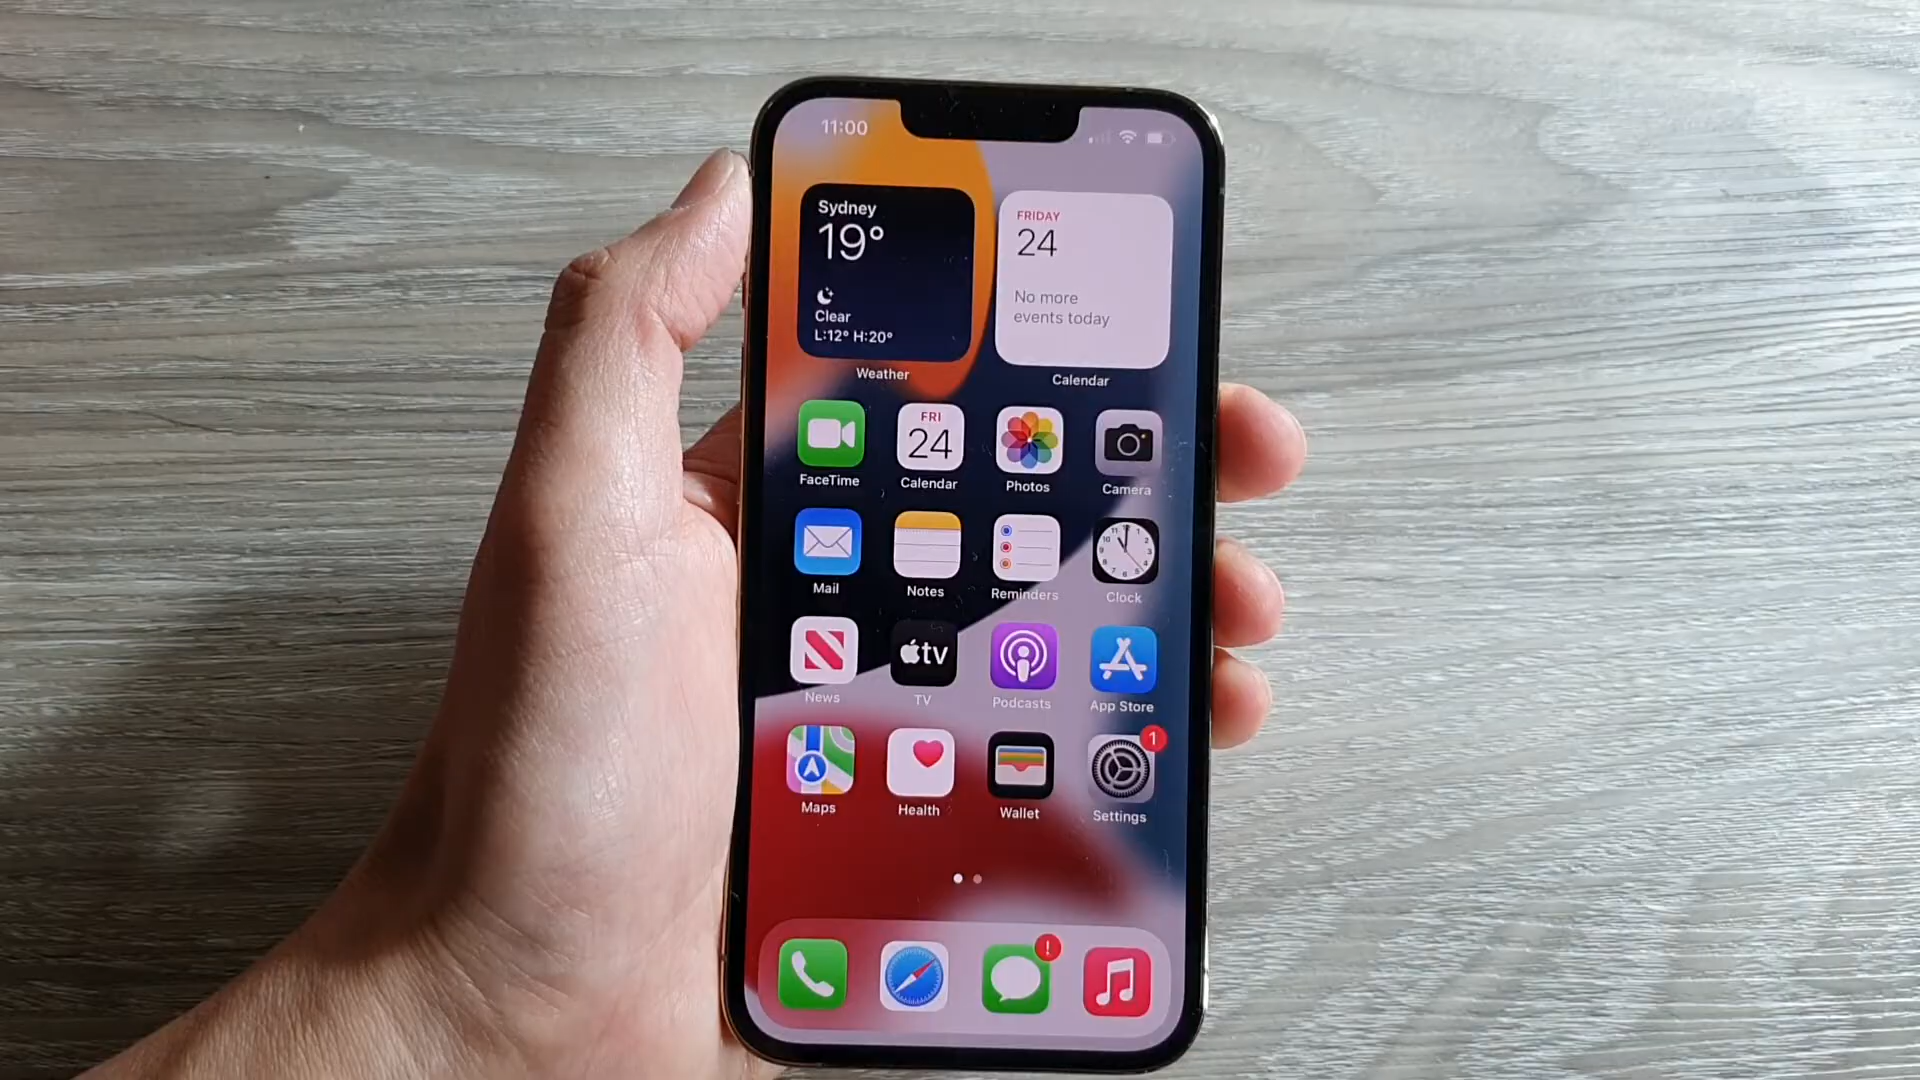 11:00
Sydney
19°
Clear
L:12° H:20°
Weather
FRIDAY
24
No more
events today
Calendar
FRI
24
FaceTime
Calendar
Photos
Camera
Mail
Notes
Reminders
Clock
tv
News
TV
Podcasts
App Store
1
Maps
Health
Wallet
Settings
!